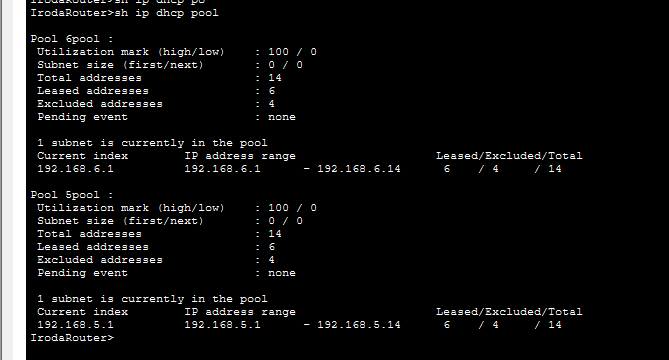 IrodaRouter>sh ip dhcp po
IrodaRouter>sh ip dhcp pool
Pool 6pool :
Utilization mark (high/low) : 100 / 0
Subnet size (first/next) : 0 / 0
Total addresses : 14
Leased addresses : 6
Excluded addresses : 4
Pending event : none
1 subnet is currently in the pool
Current index IP address range Leased/Excluded/Total
192.168.6.1 192.168.6.1 - 192.168.6.14 6 / 4 / 14
Pool 5pool :
Utilization mark (high/low) : 100 / 0
Subnet size (first/next) : 0 / 0
Total addresses : 14
Leased addresses : 6
Excluded addresses : 4
Pending event : none
1 subnet is currently in the pool
Current index IP address range Leased/Excluded/Total
192.168.5.1 192.168.5.1 - 192.168.5.14 6 / 4 / 14
IrodaRouter>